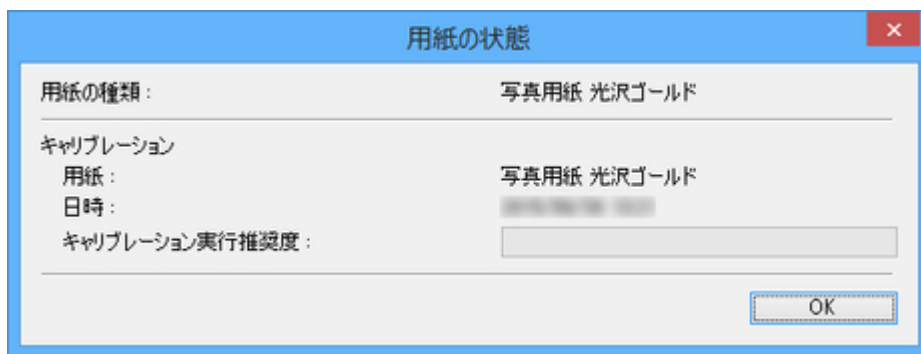 用紙の状態
用紙の種類： 写真用紙 光沢ゴールド
キャリブレーション
用紙： 写真用紙 光沢ゴールド
日時：
キャリブレーション実行推奨度：
OK